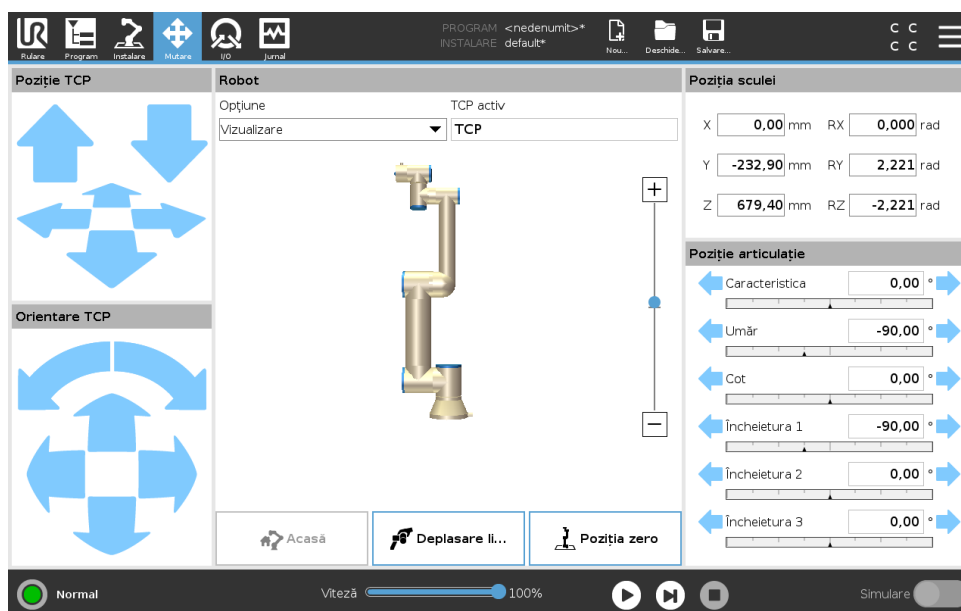 PROGRAM <nedenumit>*
INSTALARE default*
C C
C C
UR
Rulare Program Instalare Mutare I/O Jurnal Nou... Deschide... Salvare...
Poziție TCP
Robot
Poziția sculei
Opțiune TCP activ
Vizualizare TCP
X 0,00 mm RX 0,000 rad
Y -232,90 mm RY 2,221 rad
Z 679,40 mm RZ -2,221 rad
Poziție articulație
Caracteristica 0,00 °
Umăr -90,00 °
Cot 0,00 °
Încheietura 1 -90,00 °
Încheietura 2 0,00 °
Încheietura 3 0,00 °
Orientare TCP
Acasă Deplasare li... Poziția zero
Normal Viteză 100% Simulare